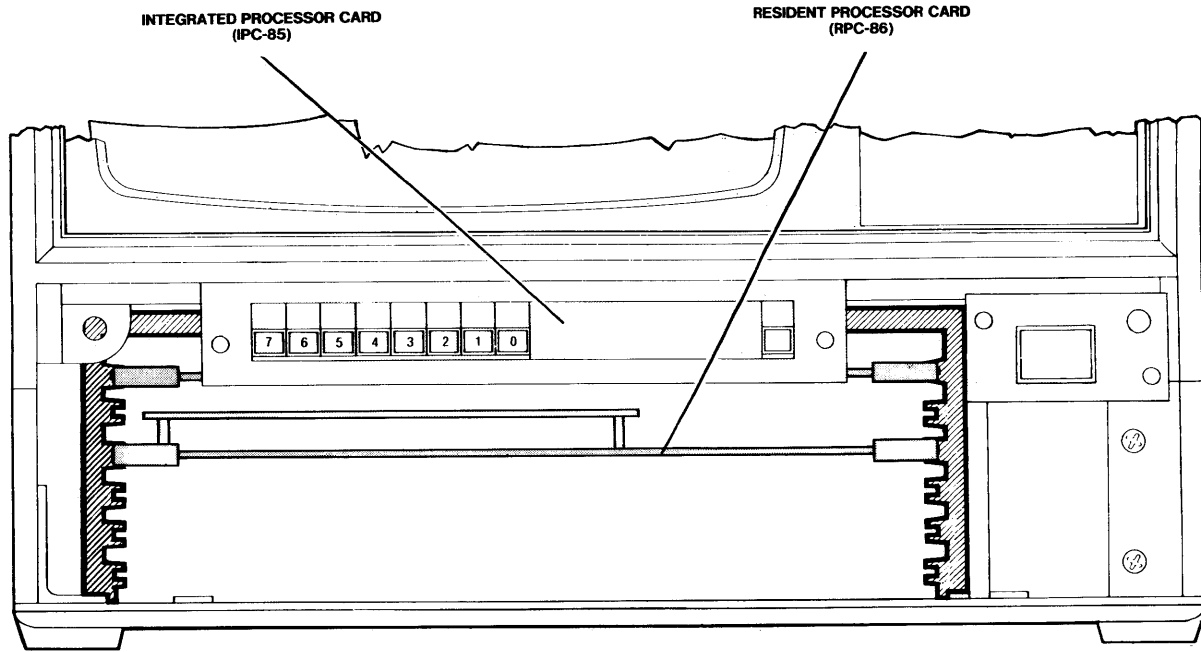 INTEGRATED PROCESSOR CARD
(IPC-85)
RESIDENT PROCESSOR CARD
(RPC-86)
7 6 5 4 3 2 1 0